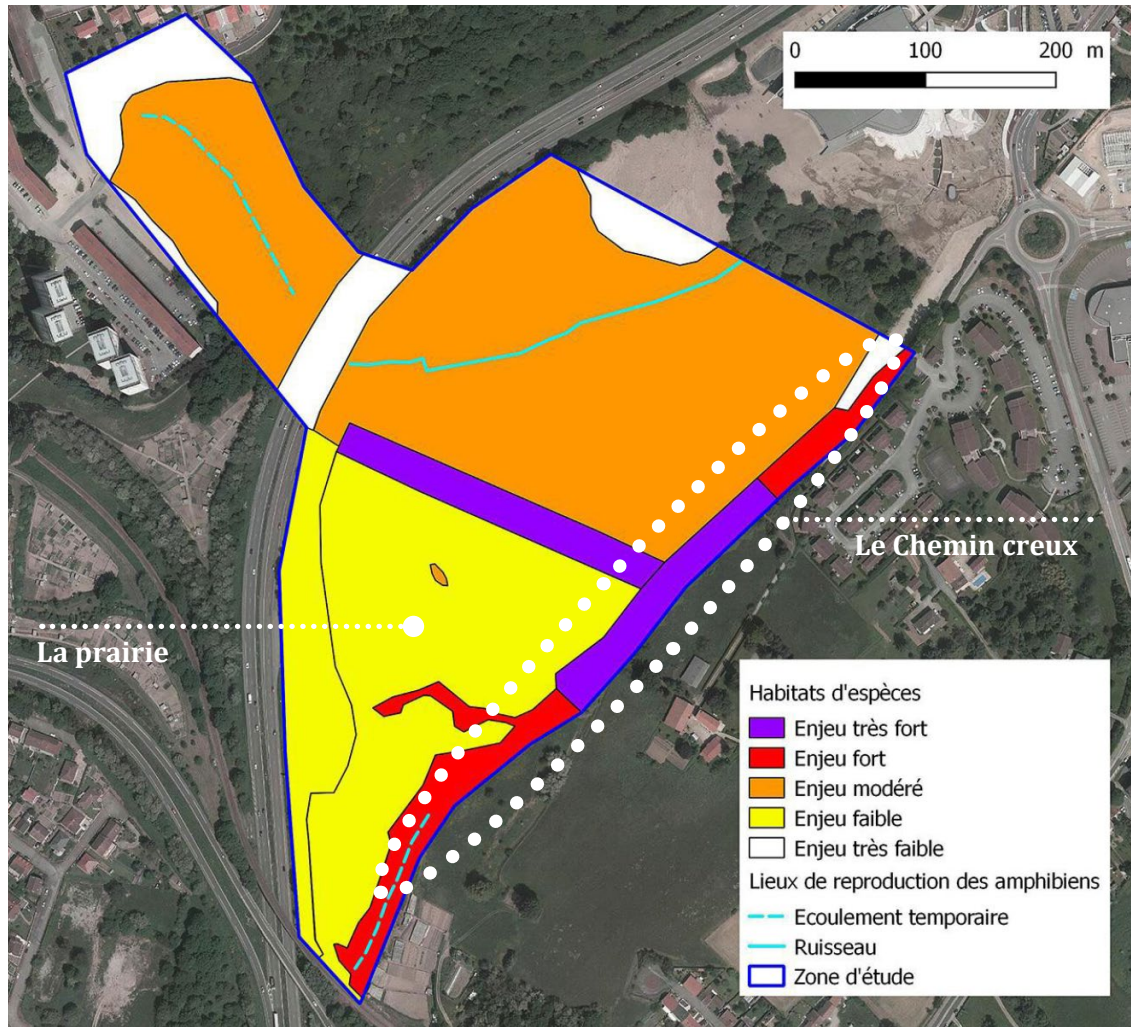 0 100 200 m
La prairie
Le Chemin creux
Habitats d'espèces
Enjeu très fort
Enjeu fort
Enjeu modéré
Enjeu faible
Enjeu très faible
Lieux de reproduction des amphibiens
Ecoulement temporaire
Ruisseau
Zone d'étude